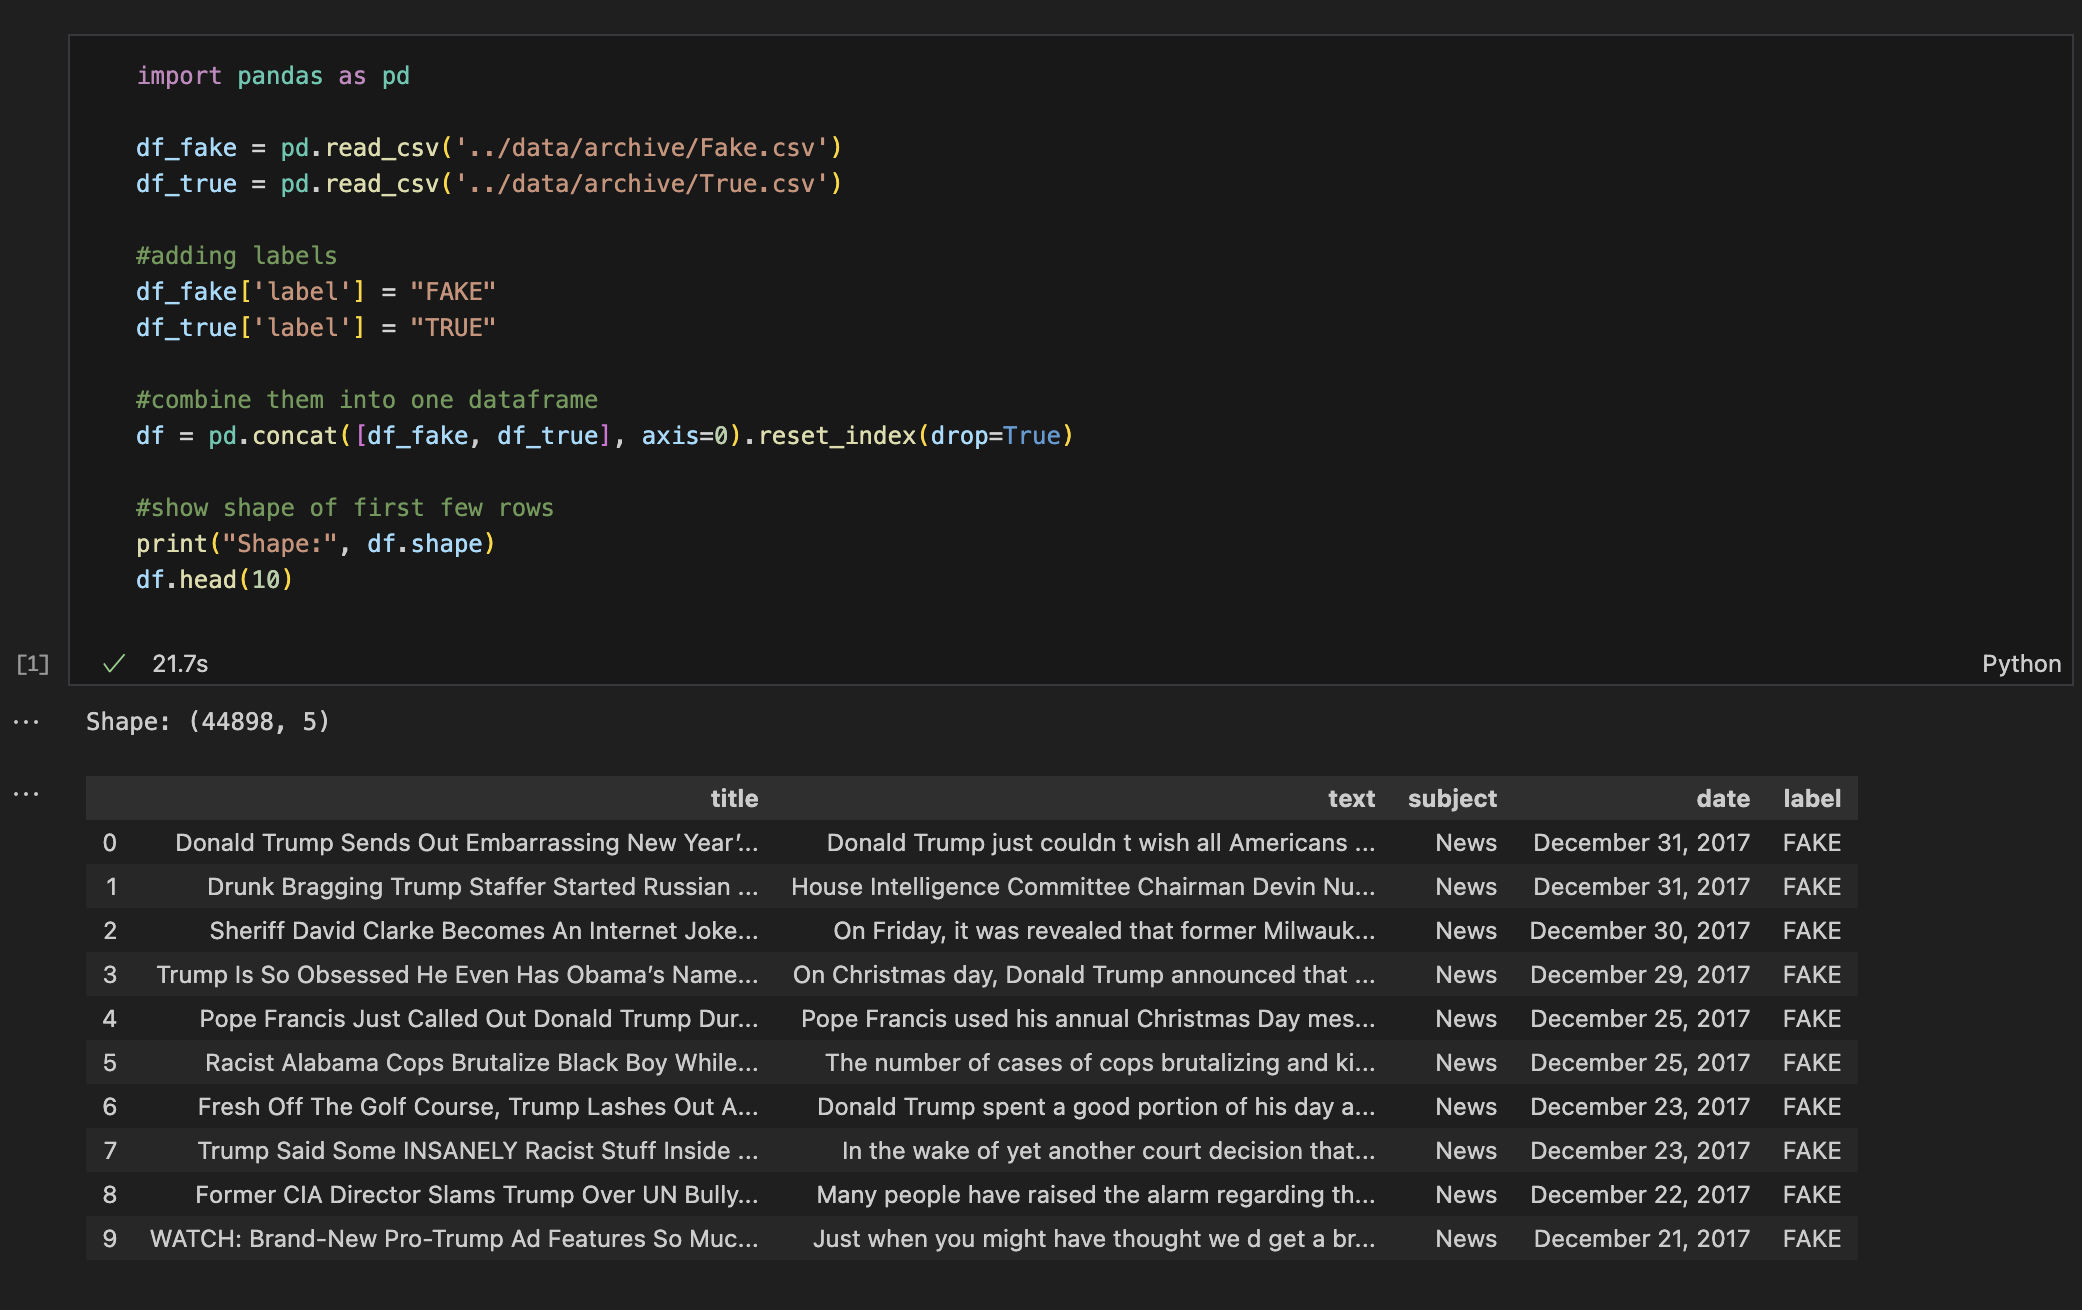 import pandas as pd
df_fake = pd.read_csv('../data/archive/Fake.csv')
df_true = pd.read_csv('../data/archive/True.csv')
#adding labels
df_fake['label'] = "FAKE"
df_true['label'] = "TRUE"
#combine them into one dataframe
df = pd.concat([df_fake, df_true], axis=0).reset_index(drop=True)
#show shape of first few rows
print("Shape:", df.shape)
df.head(10)
[1] ✓ 21.7s Python
... Shape: (44898, 5)
... title text subject date label
0 Donald Trump Sends Out Embarrassing New Year’... Donald Trump just couldn t wish all Americans ... News December 31, 2017 FAKE
1 Drunk Bragging Trump Staffer Started Russian ... House Intelligence Committee Chairman Devin Nu... News December 31, 2017 FAKE
2 Sheriff David Clarke Becomes An Internet Joke... On Friday, it was revealed that former Milwauk... News December 30, 2017 FAKE
3 Trump Is So Obsessed He Even Has Obama’s Name... On Christmas day, Donald Trump announced that ... News December 29, 2017 FAKE
4 Pope Francis Just Called Out Donald Trump Dur... Pope Francis used his annual Christmas Day mes... News December 25, 2017 FAKE
5 Racist Alabama Cops Brutalize Black Boy While... The number of cases of cops brutalizing and ki... News December 25, 2017 FAKE
6 Fresh Off The Golf Course, Trump Lashes Out A... Donald Trump spent a good portion of his day a... News December 23, 2017 FAKE
7 Trump Said Some INSANELY Racist Stuff Inside ... In the wake of yet another court decision that... News December 23, 2017 FAKE
8 Former CIA Director Slams Trump Over UN Bully... Many people have raised the alarm regarding th... News December 22, 2017 FAKE
9 WATCH: Brand-New Pro-Trump Ad Features So Muc... Just when you might have thought we d get a br... News December 21, 2017 FAKE